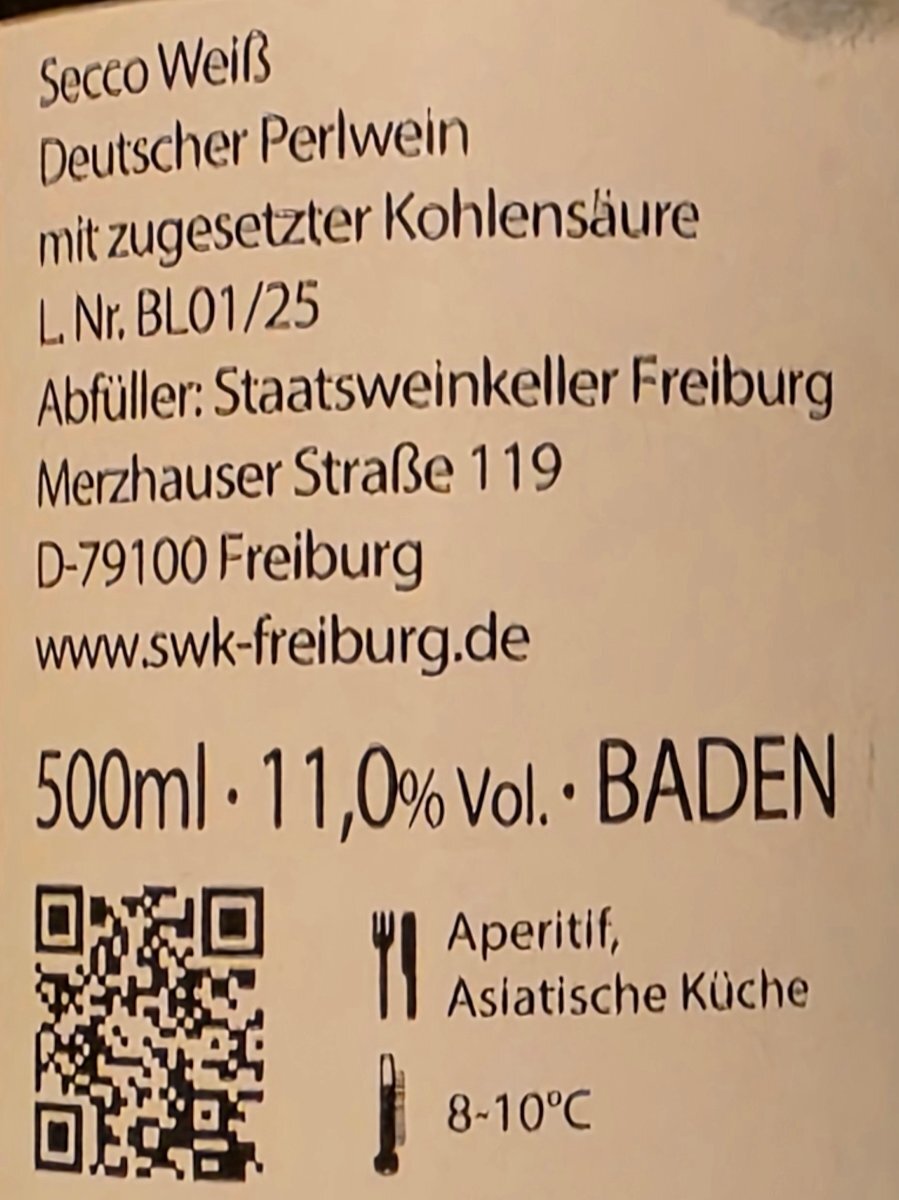 Secco Weiß
Deutscher Perlwein
mit zugesetzter Kohlensäure
L. Nr. BL01/25
Abfüller: Staatsweinkeller Freiburg
Merzhauser Straße 119
D-79100 Freiburg
www.swk-freiburg.de
500ml · 11,0% Vol. · BADEN
Aperitif,
Asiatische Küche
8-10°C